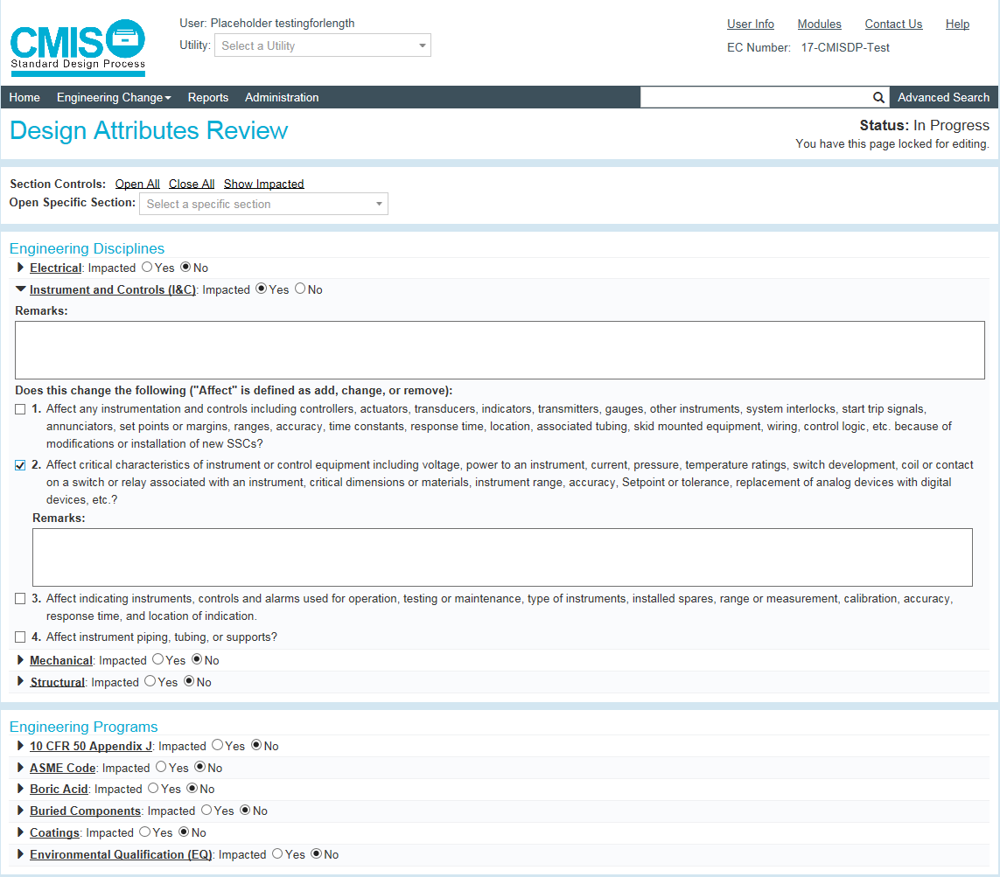 CMIS
Standard Design Process
User: Placeholder testingforlength
Utility: Select a Utility
User Info Modules Contact Us Help
EC Number: 17-CMISDP-Test
Home Engineering Change Reports Administration Advanced Search
Design Attributes Review
Status: In Progress
You have this page locked for editing.
Section Controls: Open All Close All Show Impacted
Open Specific Section: Select a specific section
Engineering Disciplines
Electrical: Impacted Yes No
Instrument and Controls (I&C): Impacted Yes No
Remarks:
Does this change the following ("Affect" is defined as add, change, or remove):
1. Affect any instrumentation and controls including controllers, actuators, transducers, indicators, transmitters, gauges, other instruments, system interlocks, start trip signals,
annunciators, set points or margins, ranges, accuracy, time constants, response time, location, associated tubing, skid mounted equipment, wiring, control logic, etc. because of
modifications or installation of new SSCs?
2. Affect critical characteristics of instrument or control equipment including voltage, power to an instrument, current, pressure, temperature ratings, switch development, coil or contact
on a switch or relay associated with an instrument, critical dimensions or materials, instrument range, accuracy, Setpoint or tolerance, replacement of analog devices with digital
devices, etc.?
Remarks:
3. Affect indicating instruments, controls and alarms used for operation, testing or maintenance, type of instruments, installed spares, range or measurement, calibration, accuracy,
response time, and location of indication.
4. Affect instrument piping, tubing, or supports?
Mechanical: Impacted Yes No
Structural: Impacted Yes No
Engineering Programs
10 CFR 50 Appendix J: Impacted Yes No
ASME Code: Impacted Yes No
Boric Acid: Impacted Yes No
Buried Components: Impacted Yes No
Coatings: Impacted Yes No
Environmental Qualification (EQ): Impacted Yes No